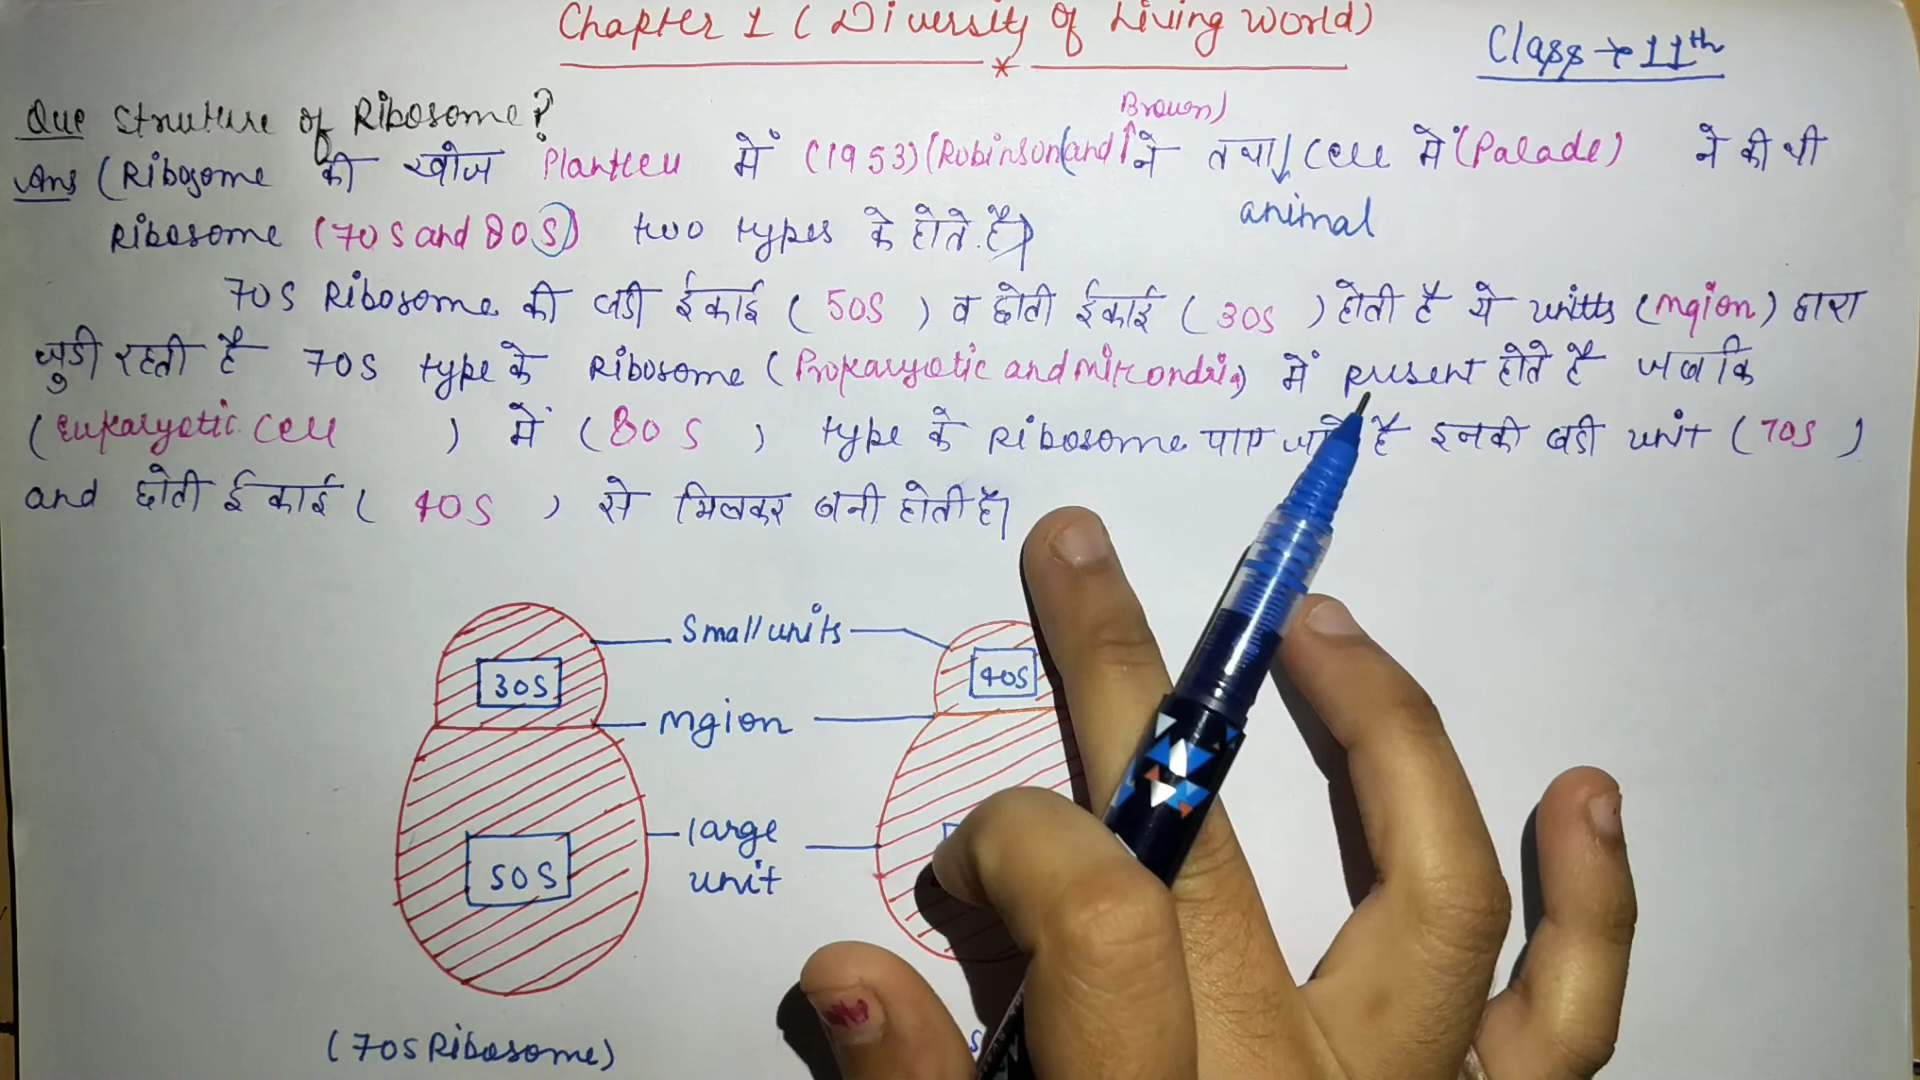 Chapter 1 (Diversity of Living World)
Class → 11th
Que Struture of Ribosome?
Brown)
Ans (Ribosome की खोज Plantcell में (1953) (Robinson and ने तथा Cell में (Palade) ने की थी
animal
Ribosome (70S and 80S) two types के होते है)
70S Ribosome की बडी ईकाई (50S) व छोती ईकाई (30S) होती है ये unitts (mgion) द्वारा
जुडी रहती है 70S type के Ribosome (Prokaryotic and mitcondria) में present होते है जबकि
(Eukaryotic cell) में (80S) type के Ribosome पाए है इनकी बडी unit (70S)
and छोती ईकाई (40S) से मिलकर बनी होती है।
Small units
30S
40S
mgion
large
unit
50S
(70S Ribosome)